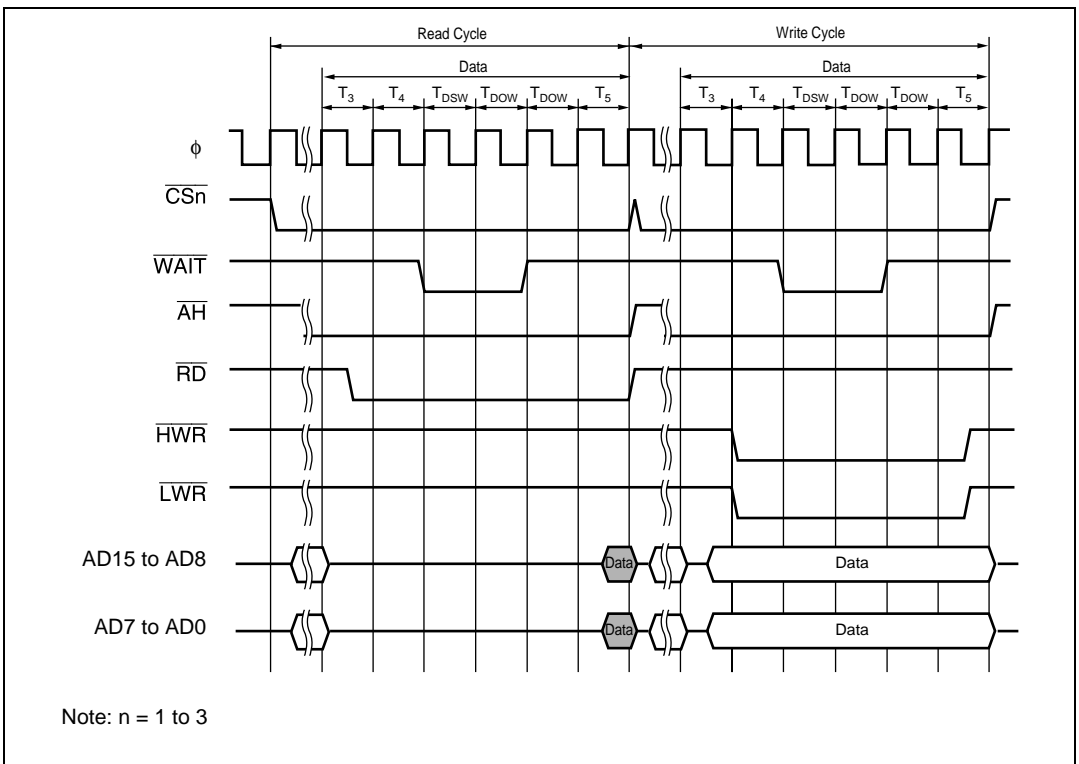 Read Cycle Write Cycle
Data Data
T3 T4 TDSW TDOW TDOW T5 T3 T4 TDSW TDOW TDOW T5
ϕ
CSn
WAIT
AH
RD
HWR
LWR
AD15 to AD8 Data Data
AD7 to AD0 Data Data
Note: n = 1 to 3